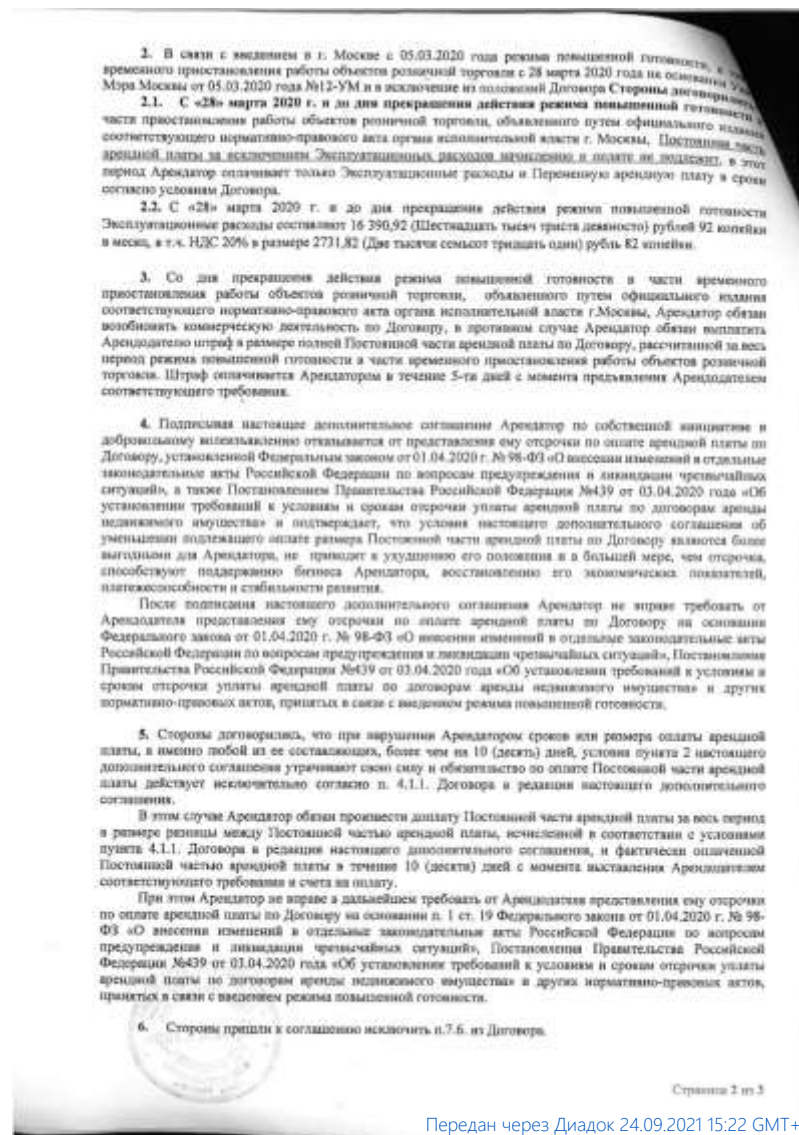 2. В связи с введением в г. Москве с 05.03.2020 года режима повышенной готовности, а
временного приостановления работы объектов розничной торговли с 28 марта 2020 года на основании
Мэра Москвы от 05.03.2020 года №12-УМ и в исключение из положений Договора Стороны договорились
2.1. С «28» марта 2020 г. и до дня прекращения действия режима повышенной готовности
части приостановления работы объектов розничной торговли, объявленного путем официального издания
соответствующего нормативно-правового акта органа исполнительной власти г. Москвы, Постоянная часть
арендной платы за исключением Эксплуатационных расходов начислению и оплате не подлежит, в этот
период Арендатор оплачивает только Эксплуатационные расходы и Переменную арендную плату в сроки
согласно условиям Договора.
2.2. С «28» марта 2020 г. и до дня прекращения действия режима повышенной готовности
Эксплуатационные расходы составляют 16 390,92 (Шестнадцать тысяч триста девяносто) рублей 92 копейки
в месяц, в т.ч. НДС 20% в размере 2731,82 (Две тысячи семьсот тридцать один) рубль 82 копейки.
3. Со дня прекращения действия режима повышенной готовности в части временного
приостановления работы объектов розничной торговли, объявленного путем официального издания
соответствующего нормативно-правового акта органа исполнительной власти г.Москвы, Арендатор обязан
возобновить коммерческую деятельность по Договору, в противном случае Арендатор обязан выплатить
Арендодателю штраф в размере полной Постоянной части арендной платы по Договору, рассчитанной за весь
период режима повышенной готовности в части временного приостановления работы объектов розничной
торговли. Штраф оплачивается Арендатором в течение 5-ти дней с момента предъявления Арендодателем
соответствующего требования.
4. Подписывая настоящее дополнительное соглашение Арендатор по собственной инициативе и
добровольному волеизъявлению отказывается от представления ему отсрочки по оплате арендной платы по
Договору, установленной Федеральным законом от 01.04.2020 г. № 98-ФЗ «О внесении изменений в отдельные
законодательные акты Российской Федерации по вопросам предупреждения и ликвидации чрезвычайных
ситуаций», а также Постановлением Правительства Российской Федерации №439 от 03.04.2020 года «Об
установлении требований к условиям и срокам отсрочки уплаты арендной платы по договорам аренды
недвижимого имущества» и подтверждает, что условия настоящего дополнительного соглашения об
уменьшении подлежащего оплате размера Постоянной части арендной платы по Договору являются более
выгодными для Арендатора, не приводят к ухудшению его положения и в большей мере, чем отсрочка,
способствуют поддержанию бизнеса Арендатора, восстановлению его экономических показателей,
платежеспособности и стабильности развития.
После подписания настоящего дополнительного соглашения Арендатор не вправе требовать от
Арендодателя представления ему отсрочки по оплате арендной платы по Договору на основании
Федерального закона от 01.04.2020 г. № 98-ФЗ «О внесении изменений в отдельные законодательные акты
Российской Федерации по вопросам предупреждения и ликвидации чрезвычайных ситуаций», Постановления
Правительства Российской Федерации №439 от 03.04.2020 года «Об установлении требований к условиям и
срокам отсрочки уплаты арендной платы по договорам аренды недвижимого имущества» и других
нормативно-правовых актов, принятых в связи с введением режима повышенной готовности.
5. Стороны договорились, что при нарушении Арендатором сроков или размера оплаты арендной
платы, а именно любой из ее составляющих, более чем на 10 (десять) дней, условия пункта 2 настоящего
дополнительного соглашения утрачивают свою силу и обязательство по оплате Постоянной части арендной
платы действует исключительно согласно п. 4.1.1. Договора в редакции настоящего дополнительного
соглашения.
В этом случае Арендатор обязан произвести доплату Постоянной части арендной платы за весь период
в размере разницы между Постоянной частью арендной платы, исчисленной в соответствии с условиями
пункта 4.1.1. Договора в редакции настоящего дополнительного соглашения, и фактически оплаченной
Постоянной частью арендной платы в течение 10 (десяти) дней с момента выставления Арендодателем
соответствующего требования и счета на оплату.
При этом Арендатор не вправе в дальнейшем требовать от Арендодателя представления ему отсрочки
по оплате арендной платы по Договору на основании п. 1 ст. 19 Федерального закона от 01.04.2020 г. № 98-
ФЗ «О внесении изменений в отдельные законодательные акты Российской Федерации по вопросам
предупреждения и ликвидации чрезвычайных ситуаций», Постановления Правительства Российской
Федерации №439 от 03.04.2020 года «Об установлении требований к условиям и срокам отсрочки уплаты
арендной платы по договорам аренды недвижимого имущества» и других нормативно-правовых актов,
принятых в связи с введением режима повышенной готовности.
6. Стороны пришли к соглашению исключить п.7.6. из Договора.
Страница 2 из 3
Передан через Диадок 24.09.2021 15:22 GMT+